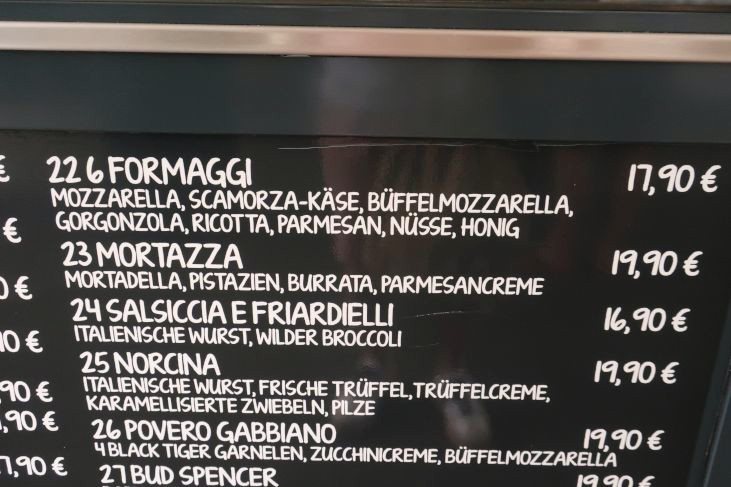 22 6 FORMAGGI 17,90 €
MOZZARELLA, SCAMORZA-KÄSE, BÜFFELMOZZARELLA,
GORGONZOLA, RICOTTA, PARMESAN, NÜSSE, HONIG
23 MORTAZZA 19,90 €
MORTADELLA, PISTAZIEN, BURRATA, PARMESANCREME
24 SALSICCIA E FRIARDIELLI 16,90 €
ITALIENISCHE WURST, WILDER BROCCOLI
25 NORCINA 19,90 €
ITALIENISCHE WURST, FRISCHE TRÜFFEL, TRÜFFELCREME,
KARAMELLISIERTE ZWIEBELN, PILZE
26 POVERO GABBIANO 19,90 €
4 BLACK TIGER GARNELEN, ZUCCHINICREME, BÜFFELMOZZARELLA
27 BUD SPENCER 19,90 €